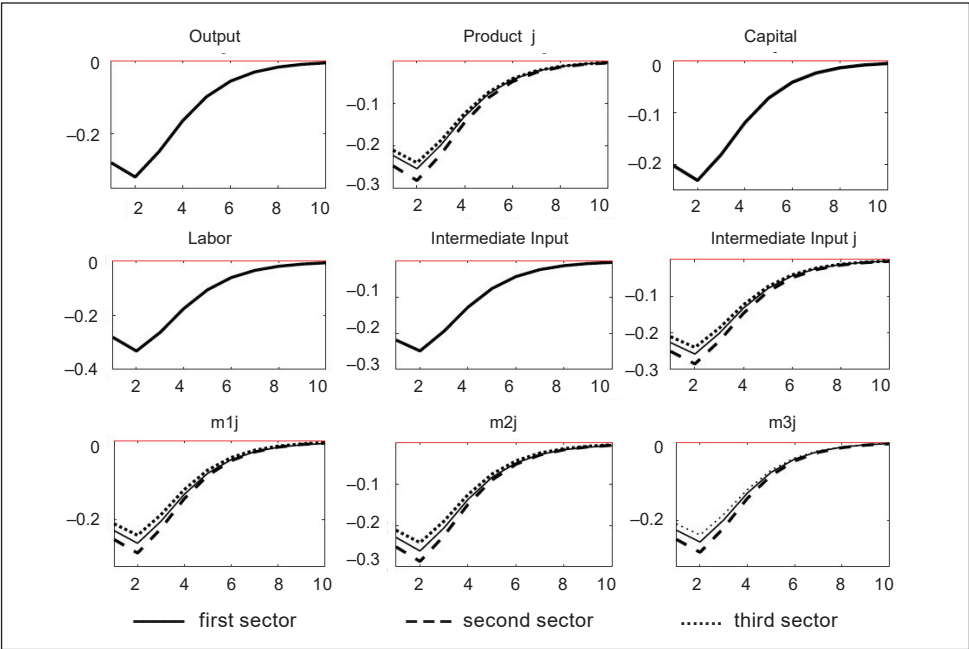 Output
0
–0.2
2 4 6 8 10
Product j
–0.1
–0.2
–0.3
2 4 6 8 10
Capital
0
–0.1
–0.2
2 4 6 8 10
Labor
0
–0.2
–0.4
2 4 6 8 10
Intermediate Input
–0.1
–0.2
–0.3
2 4 6 8 10
Intermediate Input j
–0.1
–0.2
–0.3
2 4 6 8 10
m1j
0
–0.2
2 4 6 8 10
m2j
–0.1
–0.2
–0.3
2 4 6 8 10
m3j
0
–0.2
2 4 6 8 10
first sector second sector third sector